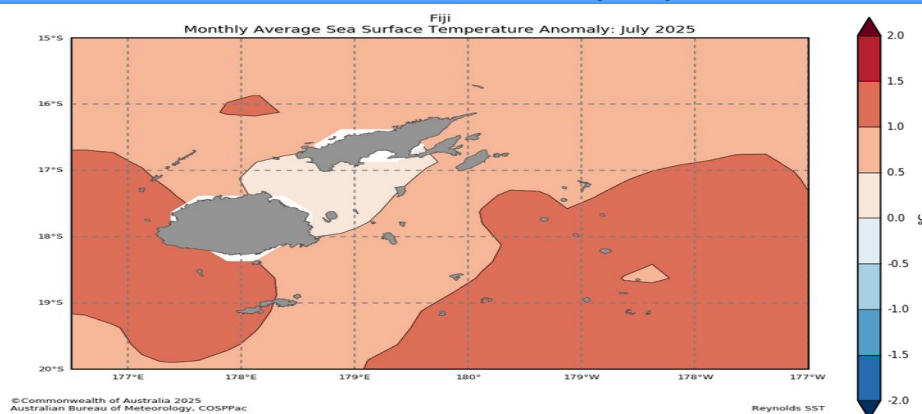 Fiji
Monthly Average Sea Surface Temperature Anomaly: July 2025
15°S
16°S
17°S
18°S
19°S
20°S
177°E
178°E
179°E
180°
179°W
178°W
177°W
2.0
1.5
1.0
0.5
0.0
-0.5
-1.0
-1.5
-2.0
©Commonwealth of Australia 2025
Australian Bureau of Meteorology, COSPPac
Reynolds SST